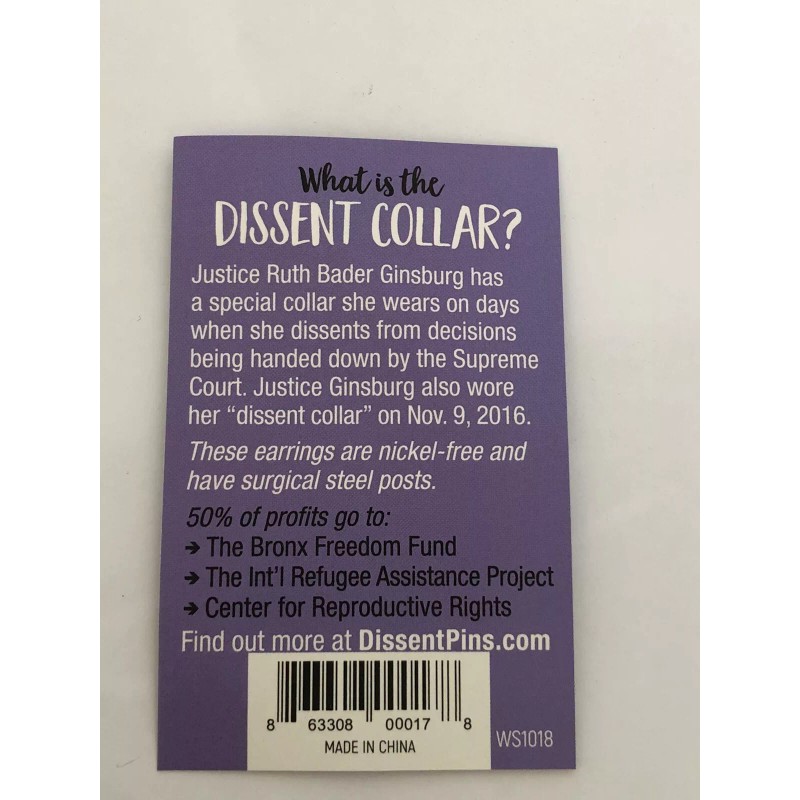 What is the
DISSENT COLLAR?
Justice Ruth Bader Ginsburg has
a special collar she wears on days
when she dissents from decisions
being handed down by the Supreme
Court. Justice Ginsburg also wore
her “dissent collar” on Nov. 9, 2016.
These earrings are nickel-free and
have surgical steel posts.
50% of profits go to:
➔ The Bronx Freedom Fund
➔ The Int’l Refugee Assistance Project
➔ Center for Reproductive Rights
Find out more at DissentPins.com
8 63308 00017 8
MADE IN CHINA
WS1018